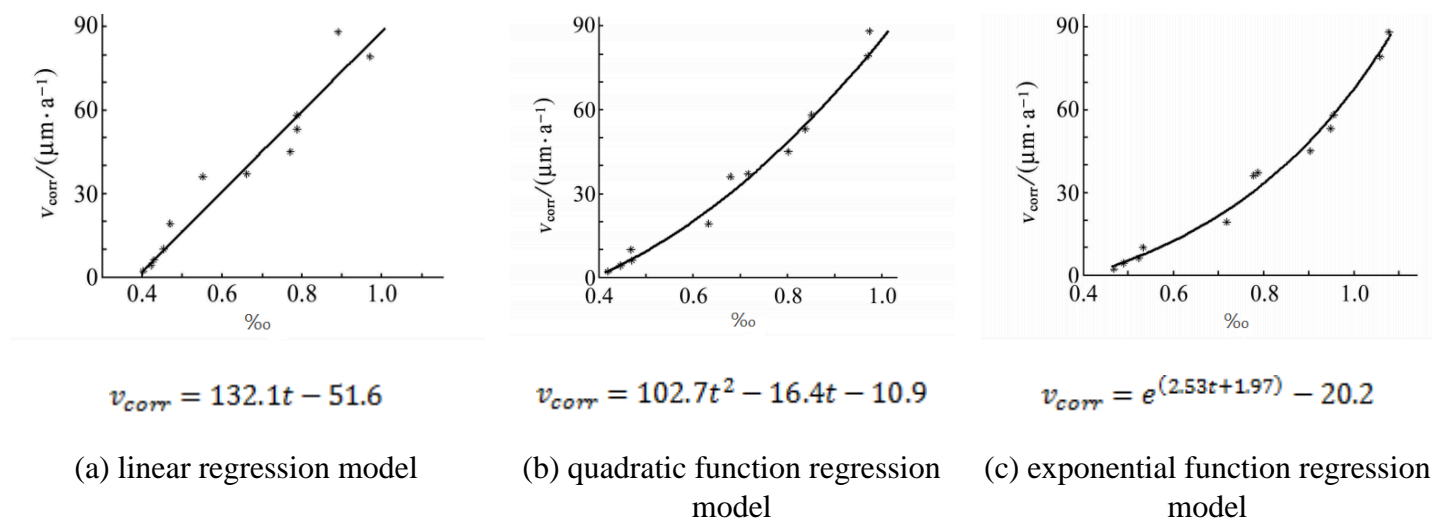 90
60
30
0
v_corr/(μm·a⁻¹)
0.4 0.6 0.8 1.0
‰
v_corr = 132.1t − 51.6
(a) linear regression model
90
60
30
0
v_corr/(μm·a⁻¹)
0.4 0.6 0.8 1.0
‰
v_corr = 102.7t² − 16.4t − 10.9
(b) quadratic function regression
model
90
60
30
0
v_corr/(μm·a⁻¹)
0.4 0.6 0.8 1.0
‰
v_corr = e^(2.53t+1.97) − 20.2
(c) exponential function regression
model